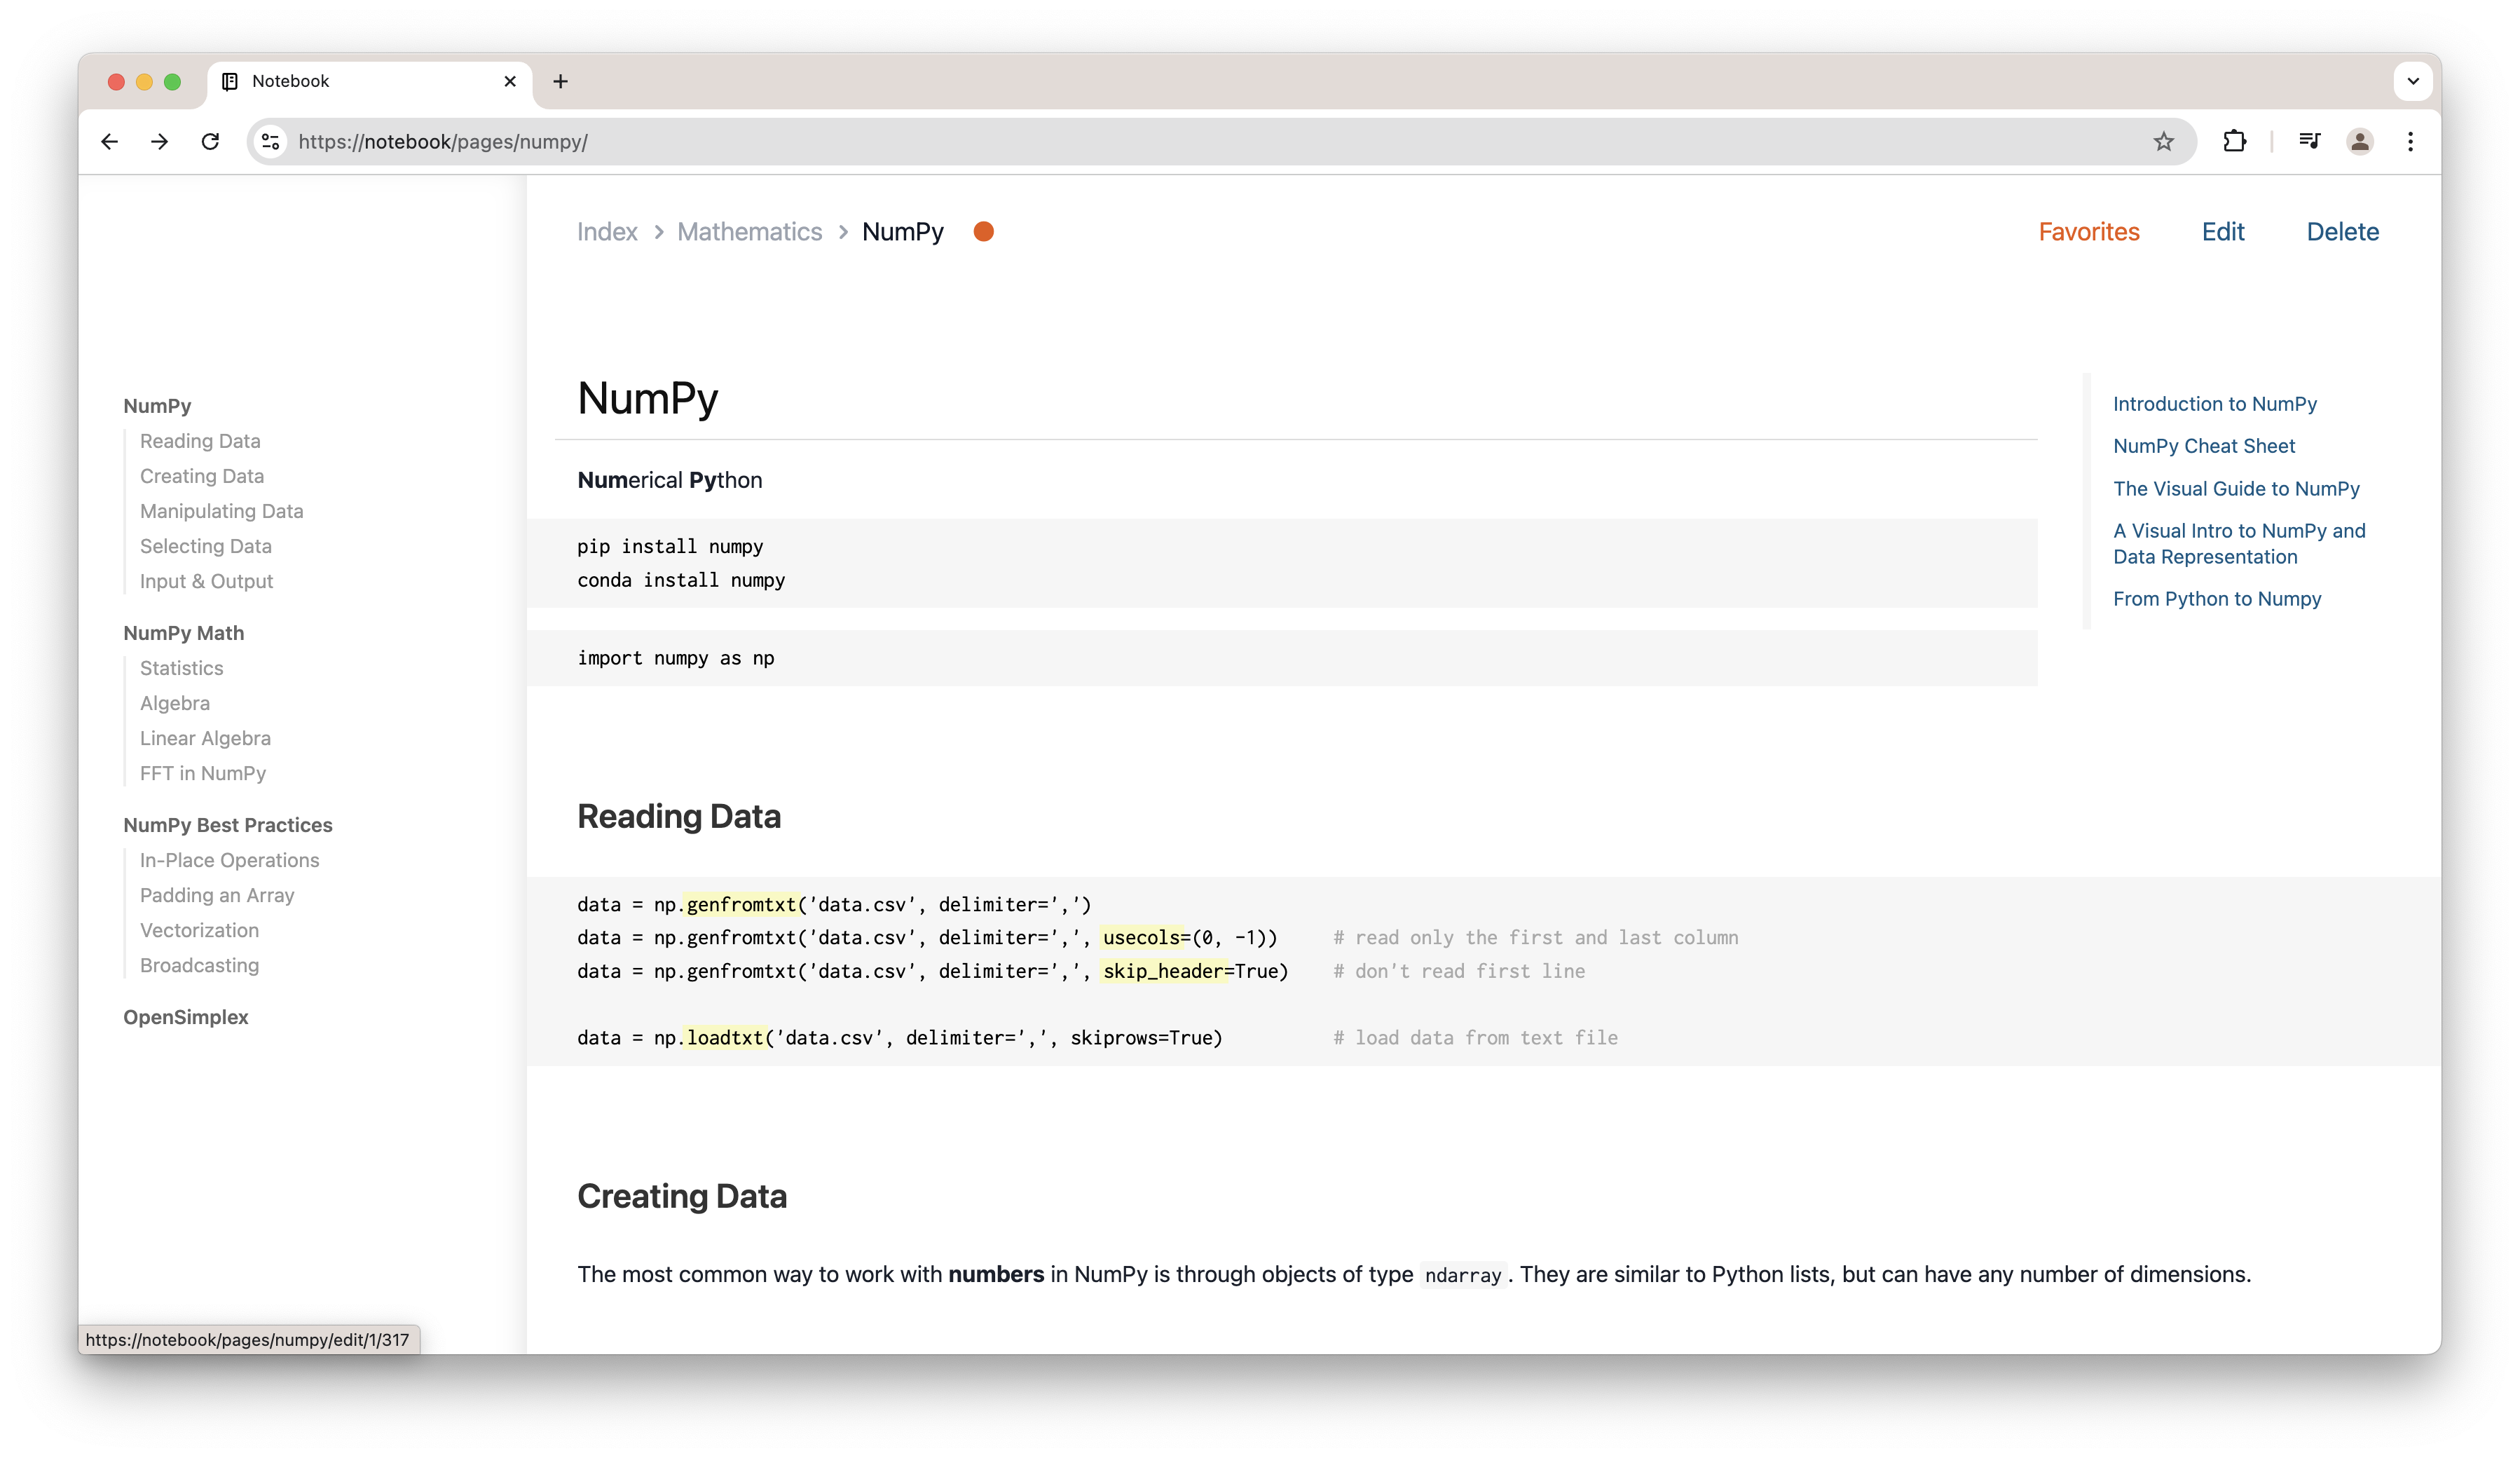 Notebook
https://notebook/pages/numpy/
Index > Mathematics > NumPy
Favorites
Edit
Delete
NumPy
Reading Data
Creating Data
Manipulating Data
Selecting Data
Input & Output
NumPy Math
Statistics
Algebra
Linear Algebra
FFT in NumPy
NumPy Best Practices
In-Place Operations
Padding an Array
Vectorization
Broadcasting
OpenSimplex
NumPy
Numerical Python
pip install numpy
conda install numpy
import numpy as np
Introduction to NumPy
NumPy Cheat Sheet
The Visual Guide to NumPy
A Visual Intro to NumPy and
Data Representation
From Python to Numpy
Reading Data
data = np.genfromtxt('data.csv', delimiter=',')
data = np.genfromtxt('data.csv', delimiter=',', usecols=(0, -1)) # read only the first and last column
data = np.genfromtxt('data.csv', delimiter=',', skip_header=True) # don't read first line
data = np.loadtxt('data.csv', delimiter=',', skiprows=True) # load data from text file
Creating Data
The most common way to work with numbers in NumPy is through objects of type ndarray. They are similar to Python lists, but can have any number of dimensions.
https://notebook/pages/numpy/edit/1/317